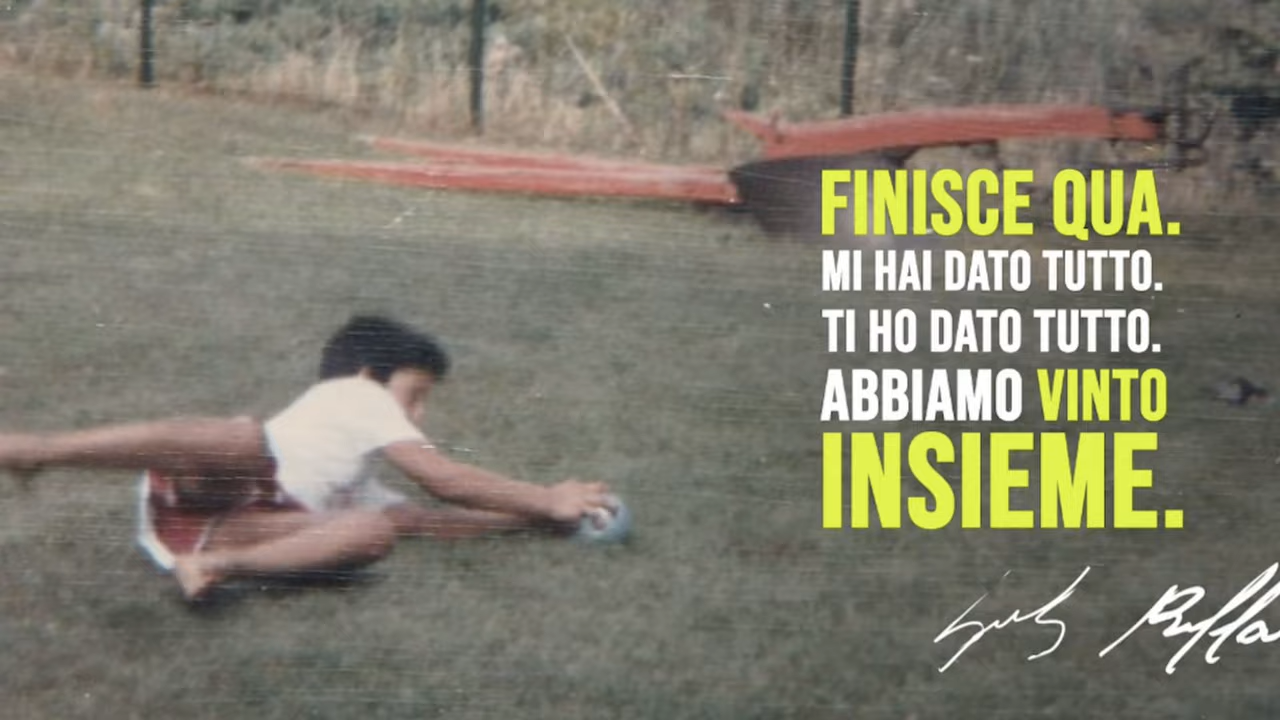 FINISCE QUA.
MI HAI DATO TUTTO.
TI HO DATO TUTTO.
ABBIAMO VINTO
INSIEME.